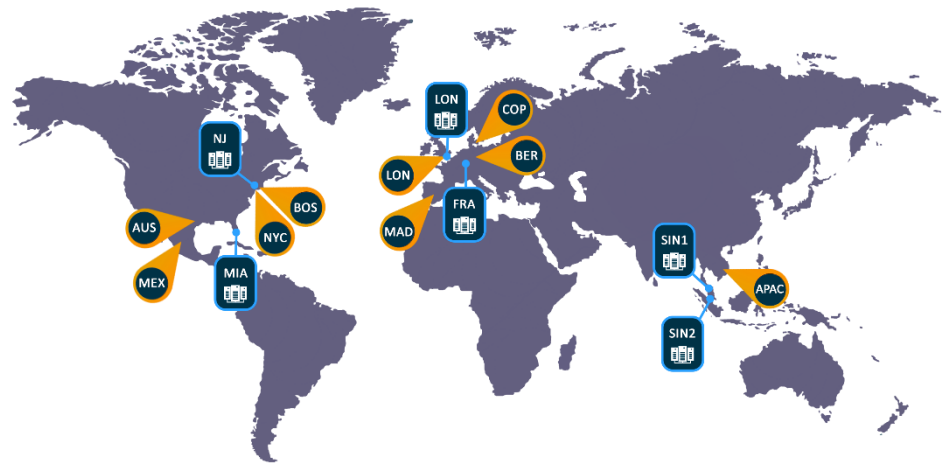 LON
COP
NJ
LON
BER
BOS
FRA
AUS
MAD
NYC
SIN1
MEX
MIA
APAC
SIN2